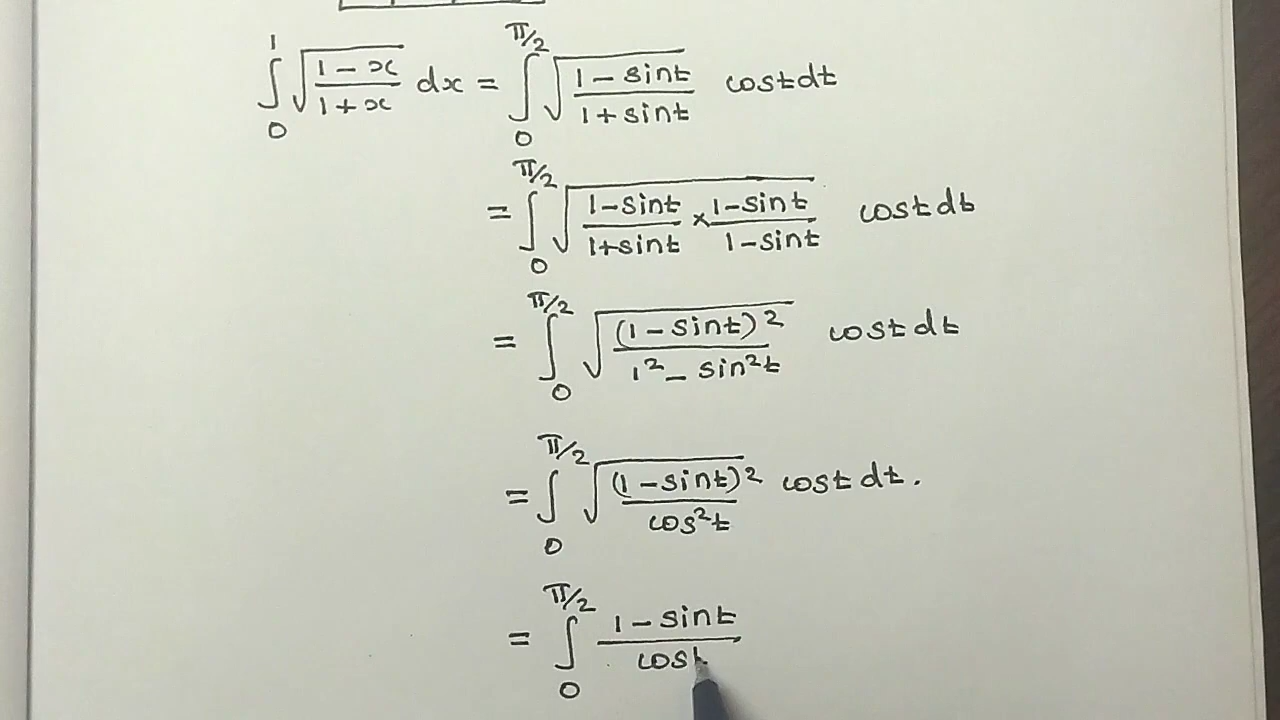 ∫₀¹ √((1-x)/(1+x)) dx = ∫₀^(π/2) √((1-sint)/(1+sint)) cost dt
= ∫₀^(π/2) √((1-sint)/(1+sint) × (1-sint)/(1-sint)) cost dt
= ∫₀^(π/2) √((1-sint)²/(1²-sin²t)) cost dt
= ∫₀^(π/2) √((1-sint)²/cos²t) cost dt.
= ∫₀^(π/2) (1-sint)/cost